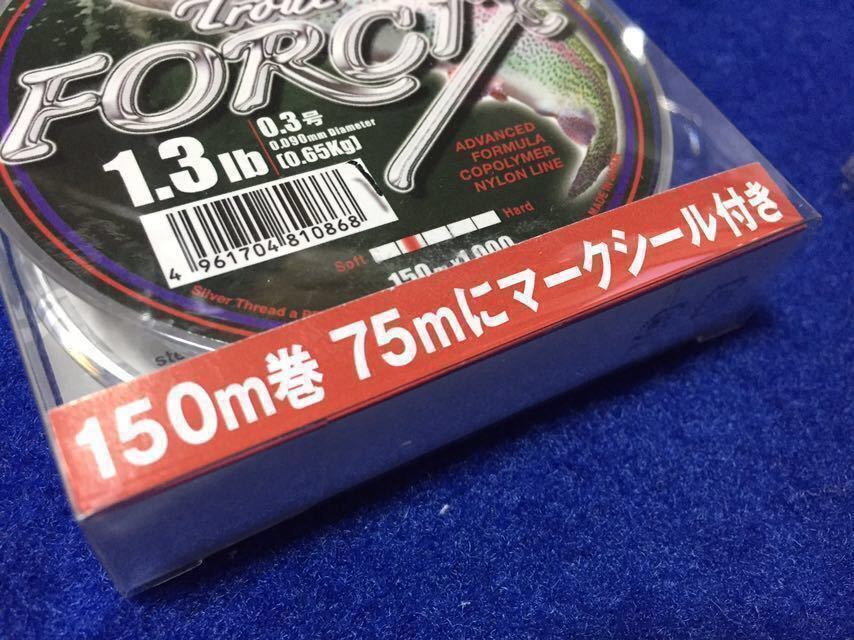 Trout
FORCE
1.3lb
0.3号
0.090mm Diameter
(0.65Kg)
ADVANCED
FORMULA
COPOLYMER
NYLON LINE
MADE IN JAPAN
4 961704 810868
Soft
Hard
Silver Thread a
150m巻 75mにマークシール付き